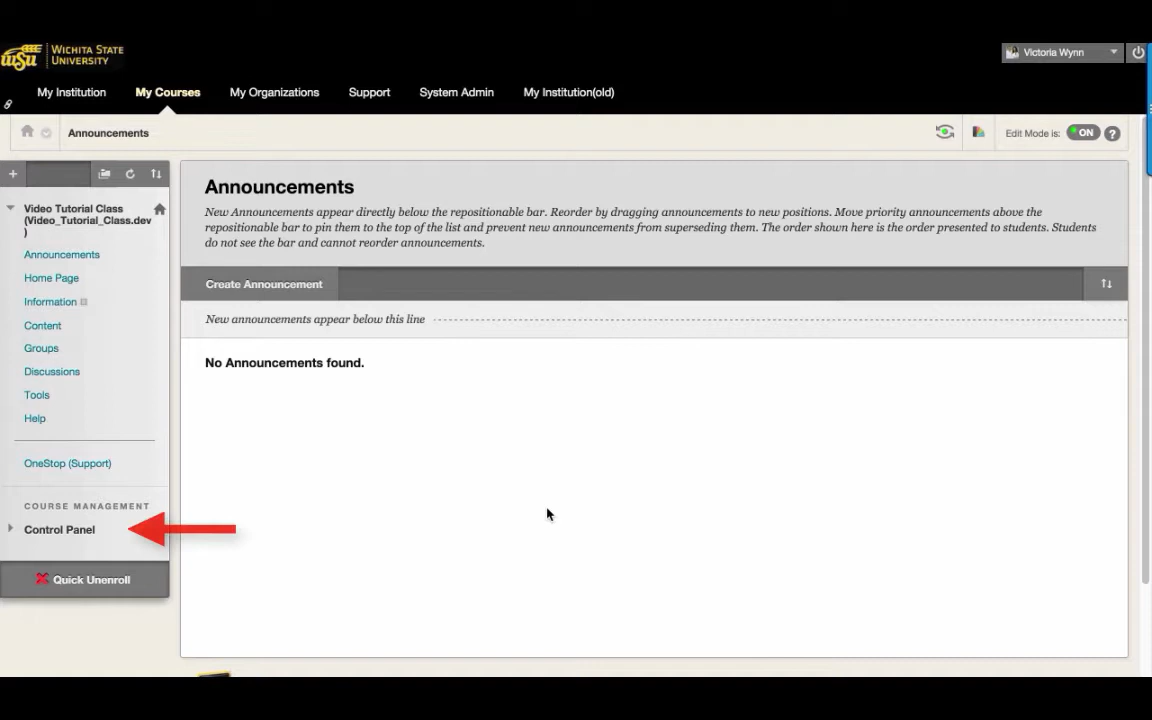 WSU
WICHITA STATE
UNIVERSITY
Victoria Wynn
My Institution
My Courses
My Organizations
Support
System Admin
My Institution(old)
Announcements
Edit Mode is:
ON
?
Video Tutorial Class
(Video_Tutorial_Class.dev
)
Announcements
Home Page
Information
Content
Groups
Discussions
Tools
Help
OneStop (Support)
COURSE MANAGEMENT
Control Panel
Quick Unenroll
Announcements
New Announcements appear directly below the repositionable bar. Reorder by dragging announcements to new positions. Move priority announcements above the
repositionable bar to pin them to the top of the list and prevent new announcements from superseding them. The order shown here is the order presented to students. Students
do not see the bar and cannot reorder announcements.
Create Announcement
New announcements appear below this line
No Announcements found.